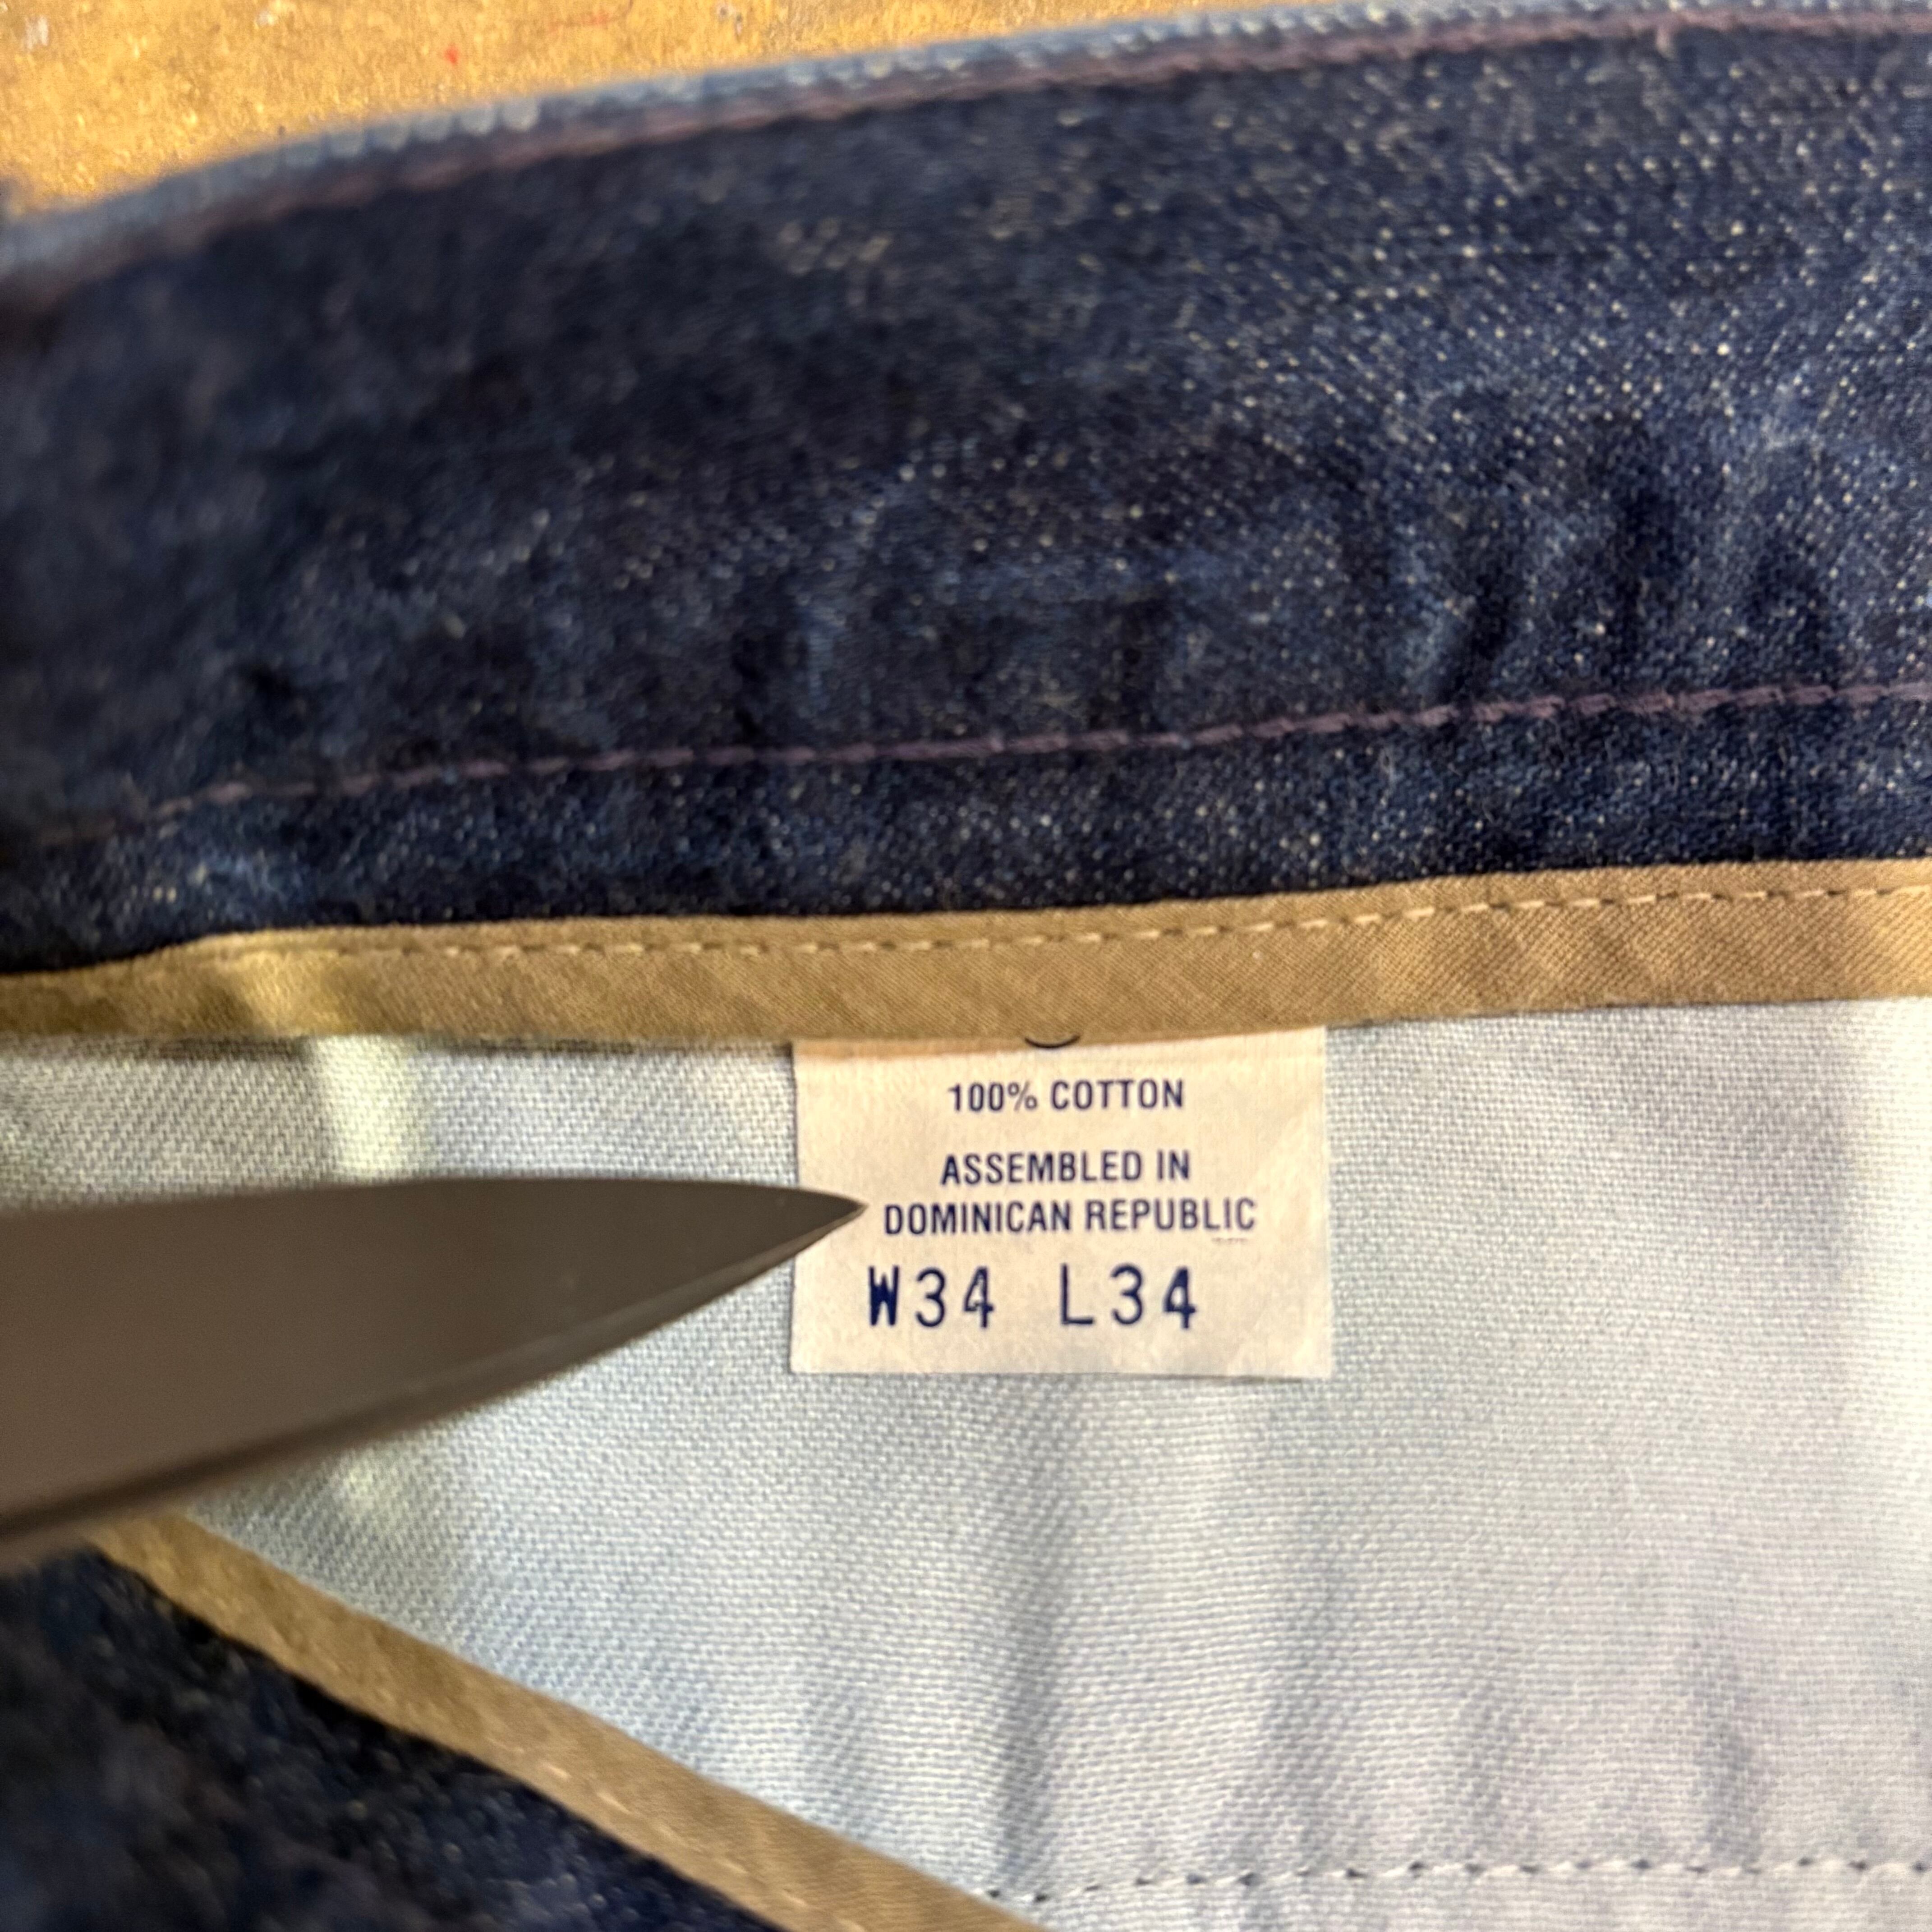 100% COTTON
ASSEMBLED IN
DOMINICAN REPUBLIC
W34 L34